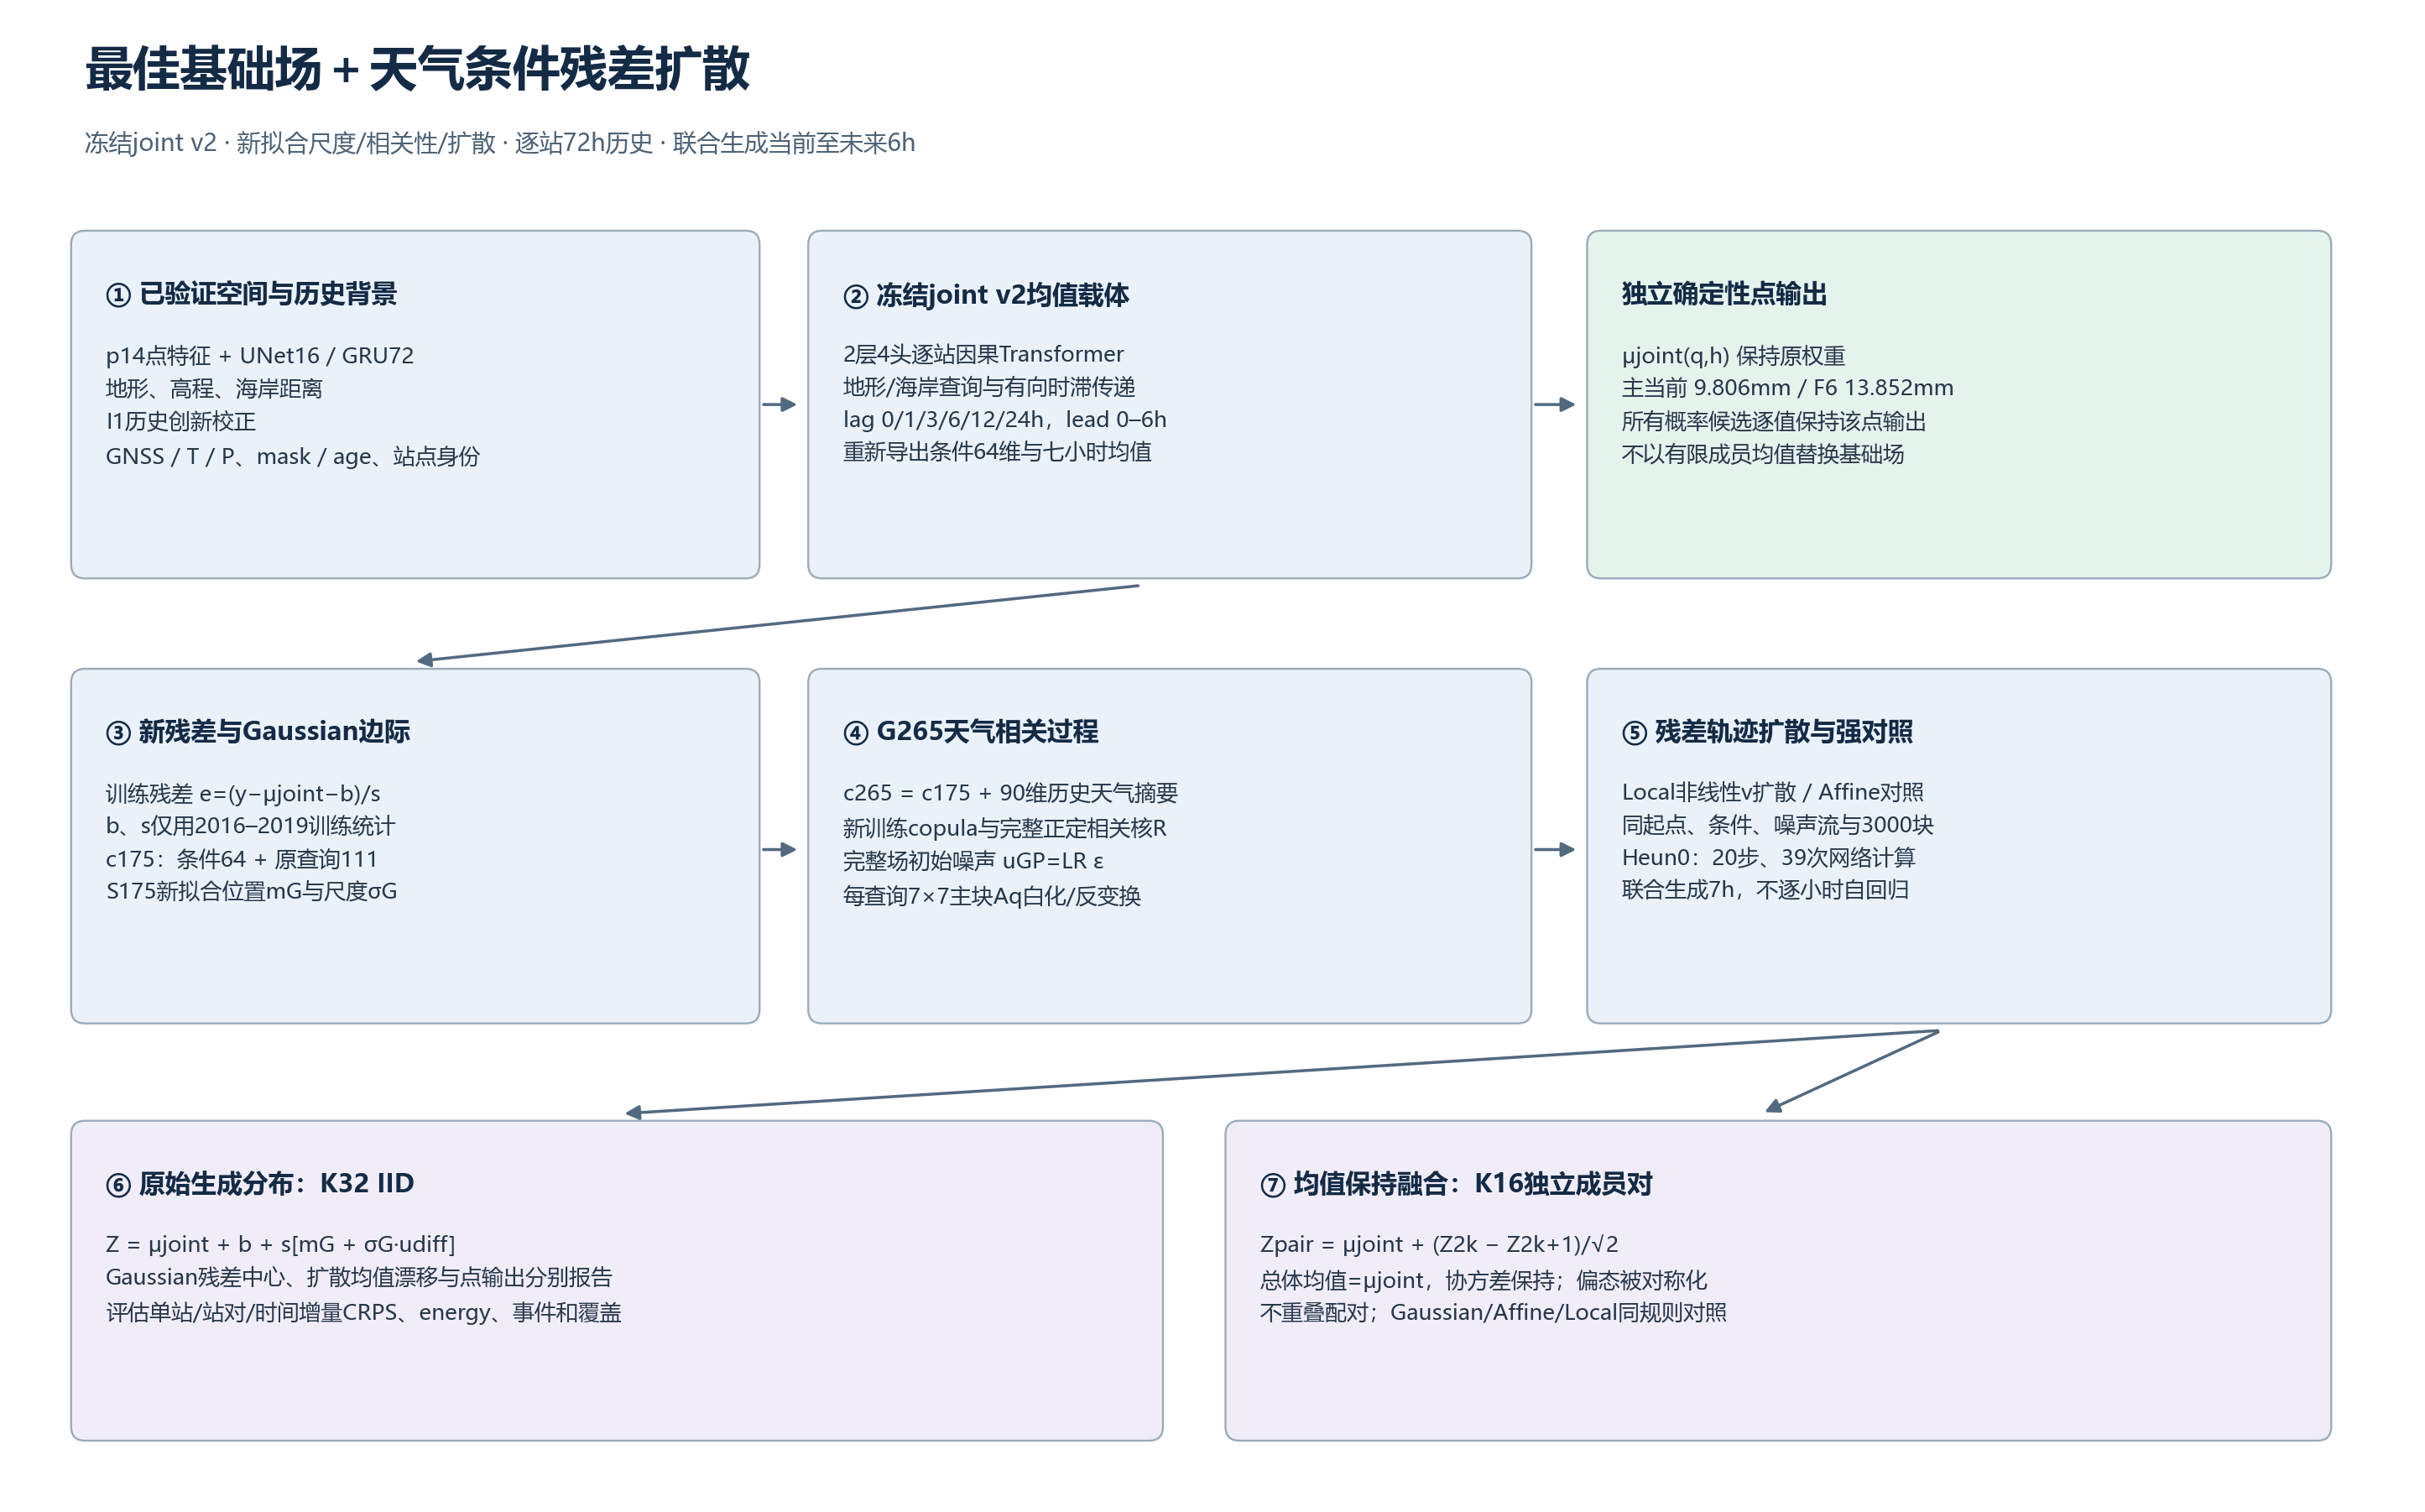 最佳基础场 + 天气条件残差扩散
冻结joint v2 · 新拟合尺度/相关性/扩散 · 逐站72h历史 · 联合生成当前至未来6h
① 已验证空间与历史背景
p14点特征 + UNet16 / GRU72
地形、高程、海岸距离
I1历史创新校正
GNSS / T / P、mask / age、站点身份
② 冻结joint v2均值载体
2层4头逐站因果Transformer
地形/海岸查询与有向时滞传递
lag 0/1/3/6/12/24h，lead 0–6h
重新导出条件64维与七小时均值
独立确定性点输出
μjoint(q,h) 保持原权重
主当前 9.806mm / F6 13.852mm
所有概率候选逐值保持该点输出
不以有限成员均值替换基础场
③ 新残差与Gaussian边际
训练残差 e=(y−μjoint−b)/s
b、s仅用2016–2019训练统计
c175：条件64 + 原查询111
S175新拟合位置mG与尺度σG
④ G265天气相关过程
c265 = c175 + 90维历史天气摘要
新训练copula与完整正定相关核R
完整场初始噪声 uGP=LR ε
每查询7×7主块Aq白化/反变换
⑤ 残差轨迹扩散与强对照
Local非线性v扩散 / Affine对照
同起点、条件、噪声流与3000块
Heun0：20步、39次网络计算
联合生成7h，不逐小时自回归
⑥ 原始生成分布：K32 IID
Z = μjoint + b + s[mG + σG·udiff]
Gaussian残差中心、扩散均值漂移与点输出分别报告
评估单站/站对/时间增量CRPS、energy、事件和覆盖
⑦ 均值保持融合：K16独立成员对
Zpair = μjoint + (Z2k − Z2k+1)/√2
总体均值=μjoint，协方差保持；偏态被对称化
不重叠配对；Gaussian/Affine/Local同规则对照